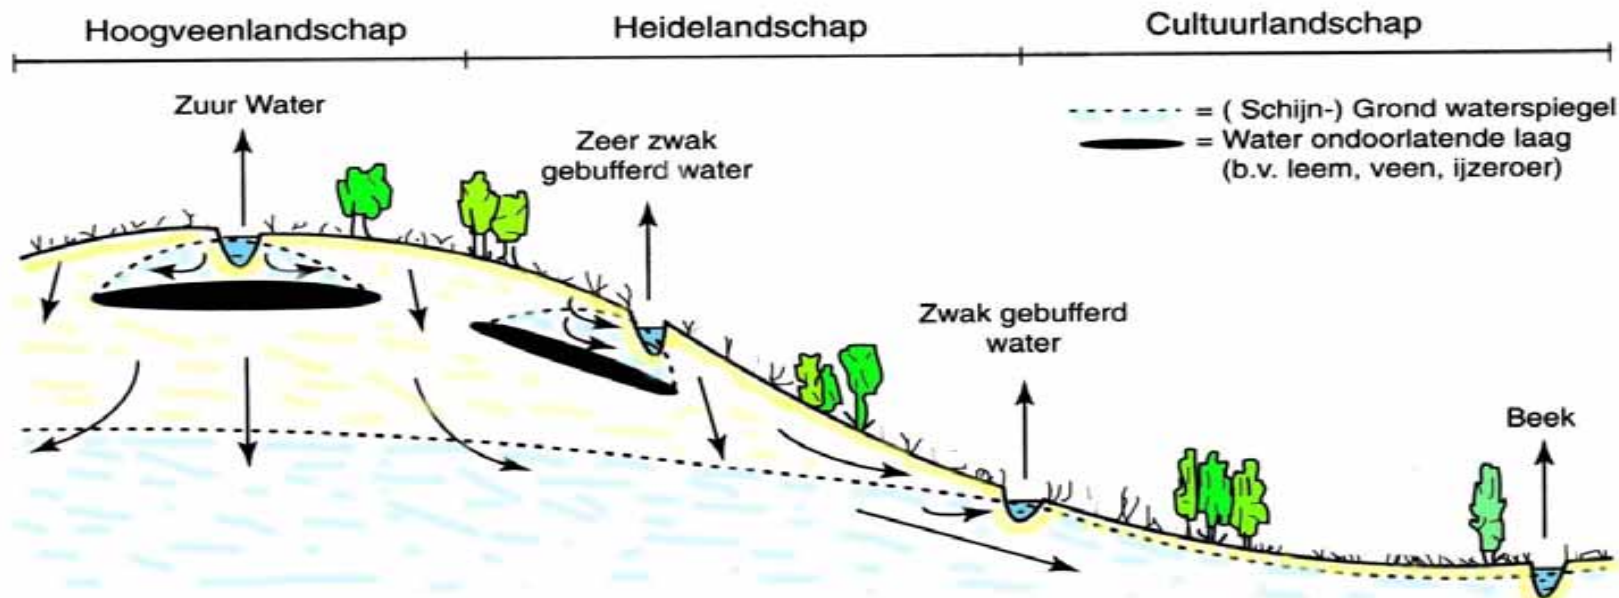 Hoogveenlandschap
Heidelandschap
Cultuurlandschap
Zuur Water
Zeer zwak
gebufferd water
= ( Schijn-) Grond waterspiegel
= Water ondoorlatende laag
(b.v. leem, veen, ijzeroer)
Zwak gebufferd
water
Beek